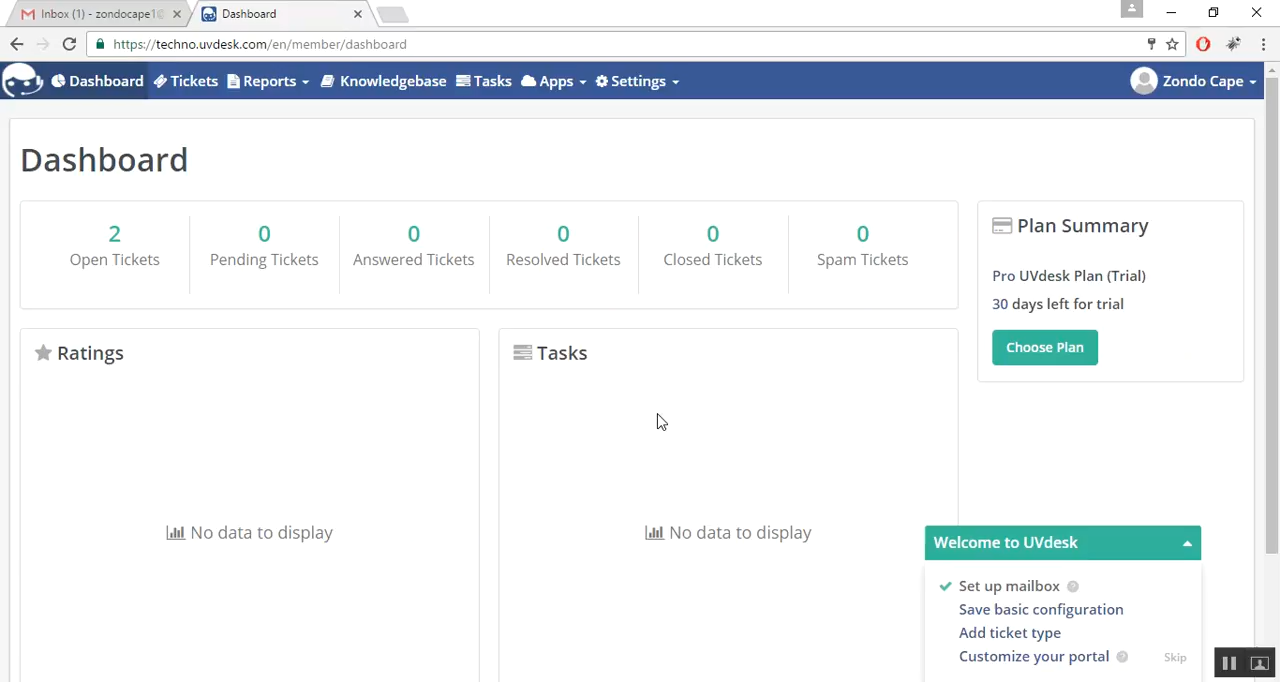 Inbox (1) - zondocape1
Dashboard
https://techno.uvdesk.com/en/member/dashboard
Dashboard Tickets Reports Knowledgebase Tasks Apps Settings Zondo Cape
Dashboard
2 0 0 0 0 0
Open Tickets Pending Tickets Answered Tickets Resolved Tickets Closed Tickets Spam Tickets
Plan Summary
Pro UVdesk Plan (Trial)
30 days left for trial
Choose Plan
Ratings
No data to display
Tasks
No data to display
Welcome to UVdesk
Set up mailbox ?
Save basic configuration
Add ticket type
Customize your portal ? Skip